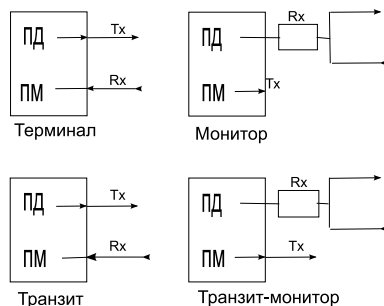 ПД Tx
ПМ Rx
Терминал
ПД Rx
ПМ Tx
Монитор
ПД Tx
ПМ Rx
Транзит
ПД Rx
ПМ Tx
Транзит-монитор